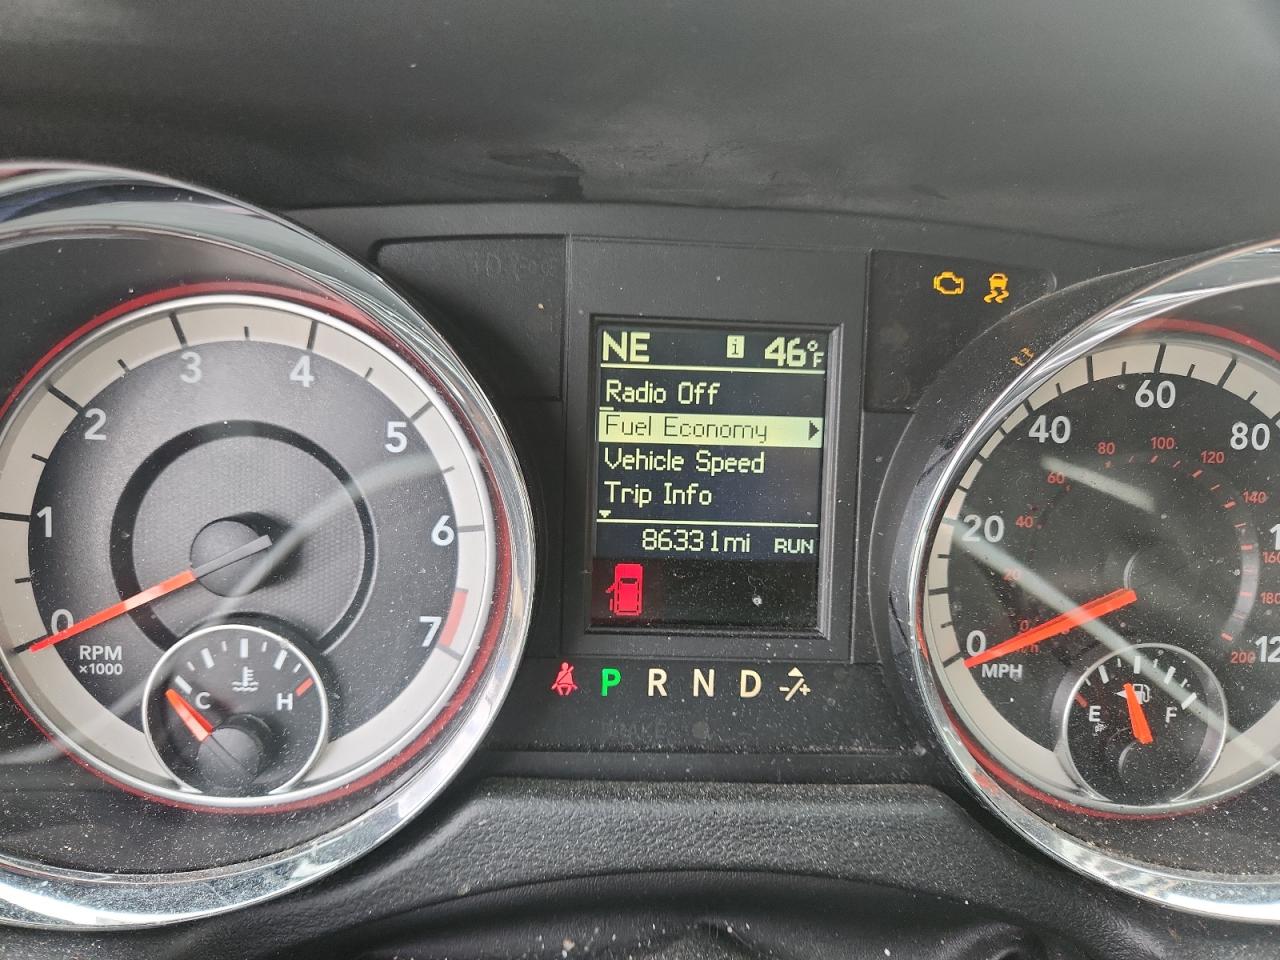 NE i 46°F
Radio Off
Fuel Economy
Vehicle Speed
Trip Info
86331mi RUN
P R N D
0 1 2 3 4 5 6 7
RPM
x1000
C H
0 20 40 60 80
MPH
0 20 40 60 80 100 120 140 160 180 200
E F